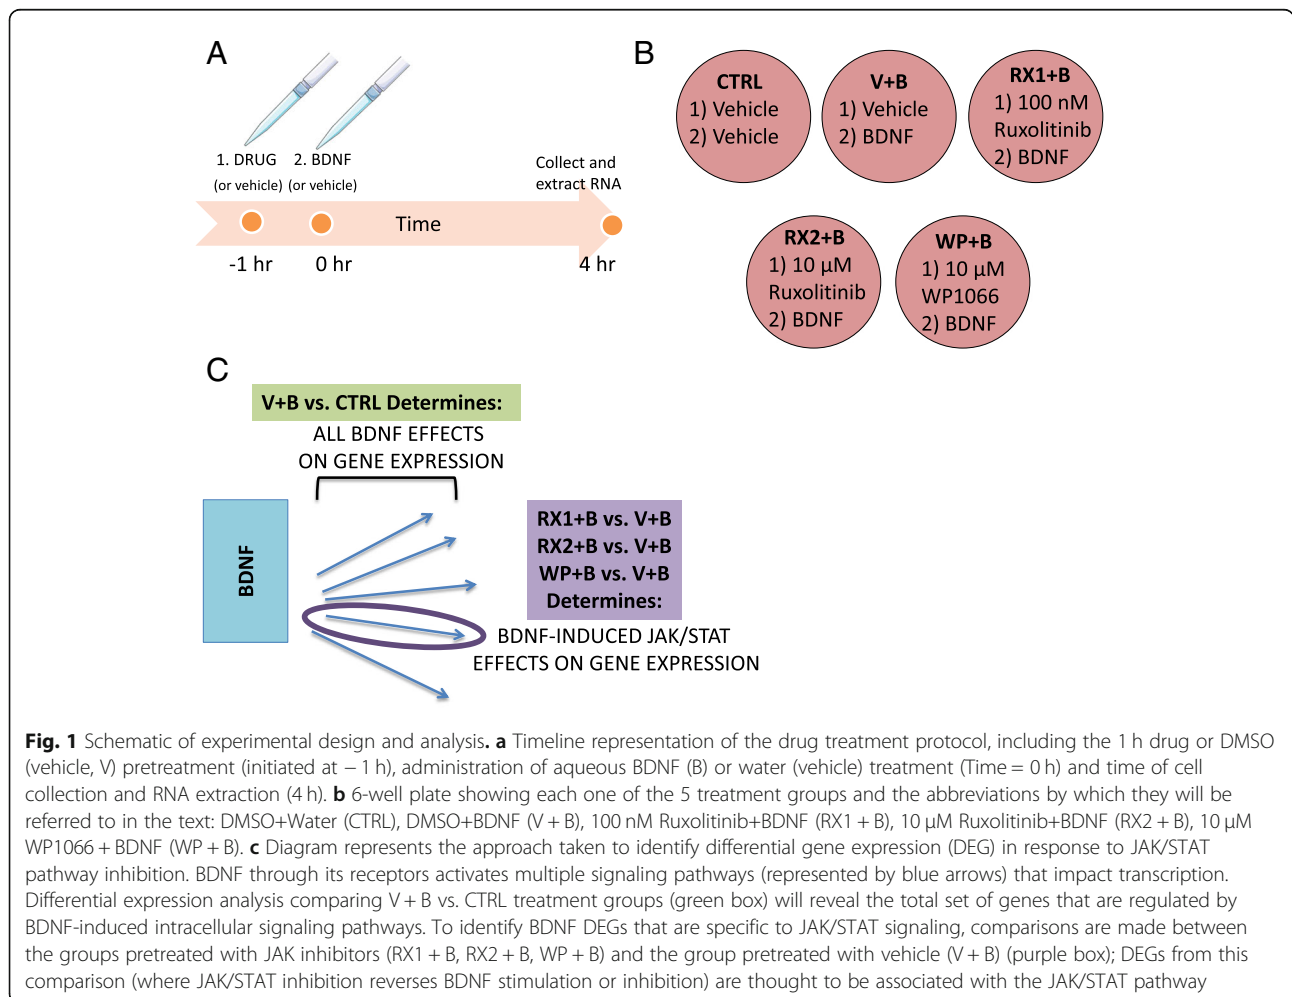 A
1. DRUG
(or vehicle)
2. BDNF
(or vehicle)
Collect and
extract RNA
Time
-1 hr
0 hr
4 hr
B
CTRL
1) Vehicle
2) Vehicle
V+B
1) Vehicle
2) BDNF
RX1+B
1) 100 nM
Ruxolitinib
2) BDNF
RX2+B
1) 10 µM
Ruxolitinib
2) BDNF
WP+B
1) 10 µM
WP1066
2) BDNF
C
V+B vs. CTRL Determines:
ALL BDNF EFFECTS
ON GENE EXPRESSION
BDNF
RX1+B vs. V+B
RX2+B vs. V+B
WP+B vs. V+B
Determines:
BDNF-INDUCED JAK/STAT
EFFECTS ON GENE EXPRESSION
Fig. 1 Schematic of experimental design and analysis. a Timeline representation of the drug treatment protocol, including the 1 h drug or DMSO
(vehicle, V) pretreatment (initiated at − 1 h), administration of aqueous BDNF (B) or water (vehicle) treatment (Time = 0 h) and time of cell
collection and RNA extraction (4 h). b 6-well plate showing each one of the 5 treatment groups and the abbreviations by which they will be
referred to in the text: DMSO+Water (CTRL), DMSO+BDNF (V + B), 100 nM Ruxolitinib+BDNF (RX1 + B), 10 μM Ruxolitinib+BDNF (RX2 + B), 10 μM
WP1066 + BDNF (WP + B). c Diagram represents the approach taken to identify differential gene expression (DEG) in response to JAK/STAT
pathway inhibition. BDNF through its receptors activates multiple signaling pathways (represented by blue arrows) that impact transcription.
Differential expression analysis comparing V + B vs. CTRL treatment groups (green box) will reveal the total set of genes that are regulated by
BDNF-induced intracellular signaling pathways. To identify BDNF DEGs that are specific to JAK/STAT signaling, comparisons are made between
the groups pretreated with JAK inhibitors (RX1 + B, RX2 + B, WP + B) and the group pretreated with vehicle (V + B) (purple box); DEGs from this
comparison (where JAK/STAT inhibition reverses BDNF stimulation or inhibition) are thought to be associated with the JAK/STAT pathway